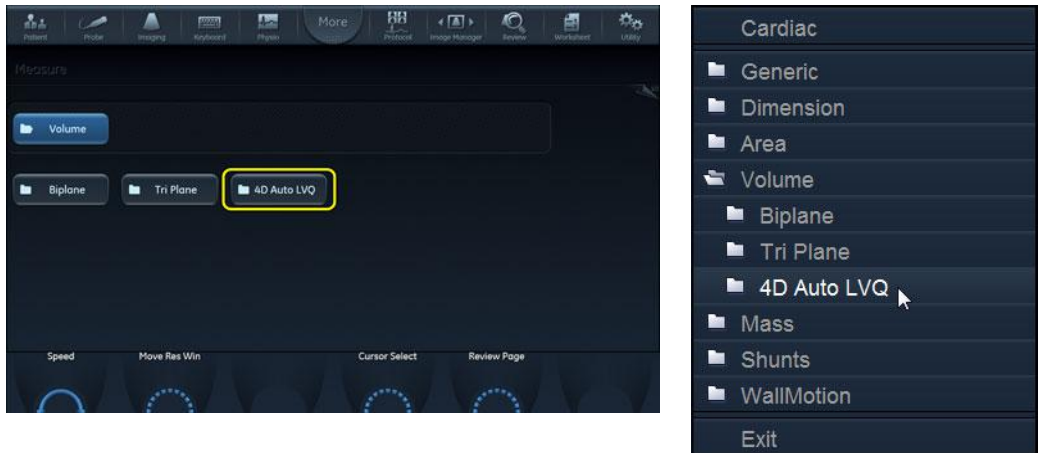 Patient Probe Imaging Keyboard Physio More Protocol Image Manager Review Worksheet Utility
Measure
Volume
Biplane Tri Plane 4D Auto LVQ
Speed Move Res Win Cursor Select Review Page
Cardiac
Generic
Dimension
Area
Volume
Biplane
Tri Plane
4D Auto LVQ
Mass
Shunts
WallMotion
Exit